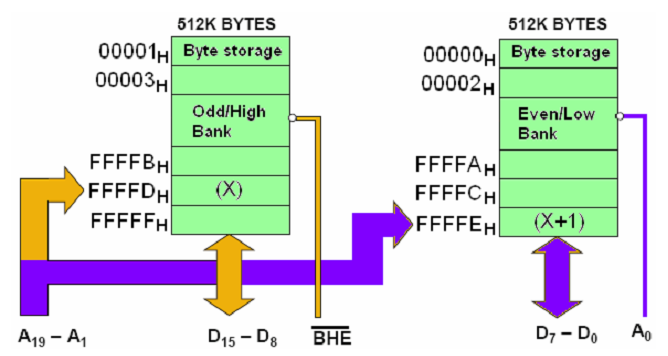 512K BYTES
00001H Byte storage
00003H
Odd/High
Bank
FFFFBH
FFFFDH (X)
FFFFFH
512K BYTES
00000H Byte storage
00002H
Even/Low
Bank
FFFFAH
FFFFCH
FFFFEH (X+1)
A19 – A1
D15 – D8
BHE
D7 – D0
A0